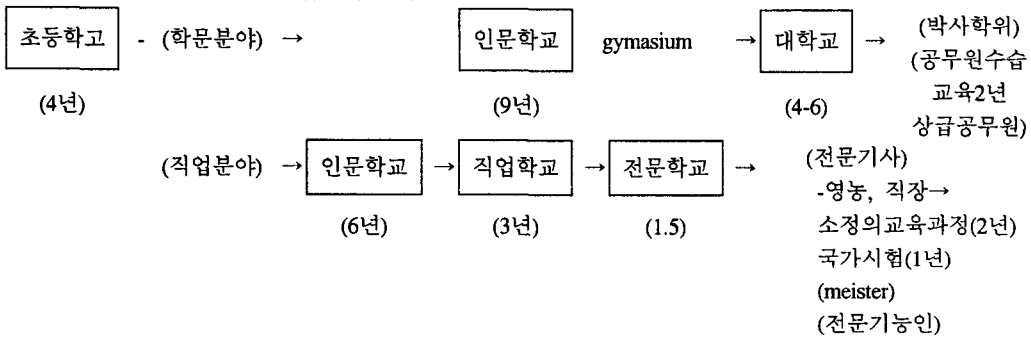 초등학고 - (학문분야) → 인문학교 gymasium → 대학교 → (박사학위)
(공무원수습
교육2년
상급공무원)
(4년) (9년) (4-6)
(직업분야) → 인문학교 → 직업학교 → 전문학교 → (전문기사)
-영농, 직장→
(6년) (3년) (1.5) 소정의교육과정(2년)
국가시험(1년)
(meister)
(전문기능인)